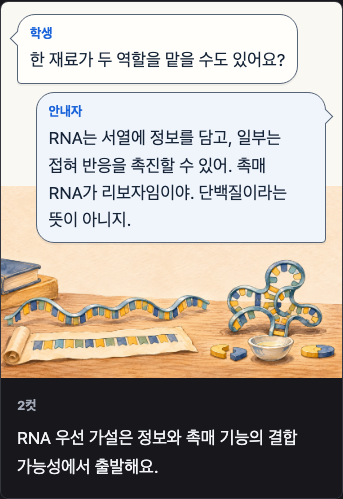 학생
한 재료가 두 역할을 맡을 수도 있어요?
안내자
RNA는 서열에 정보를 담고, 일부는
접혀 반응을 촉진할 수 있어. 촉매
RNA가 리보자임이야. 단백질이라는
뜻이 아니지.
2컷
RNA 우선 가설은 정보와 촉매 기능의 결합
가능성에서 출발해요.